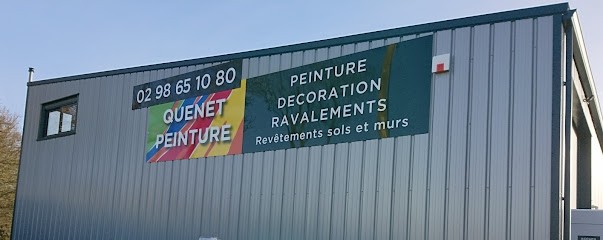 02 98 65 10 80
QUENET
PEINTURE
PEINTURE
DECORATION
RAVALEMENTS
Revêtements sols et murs